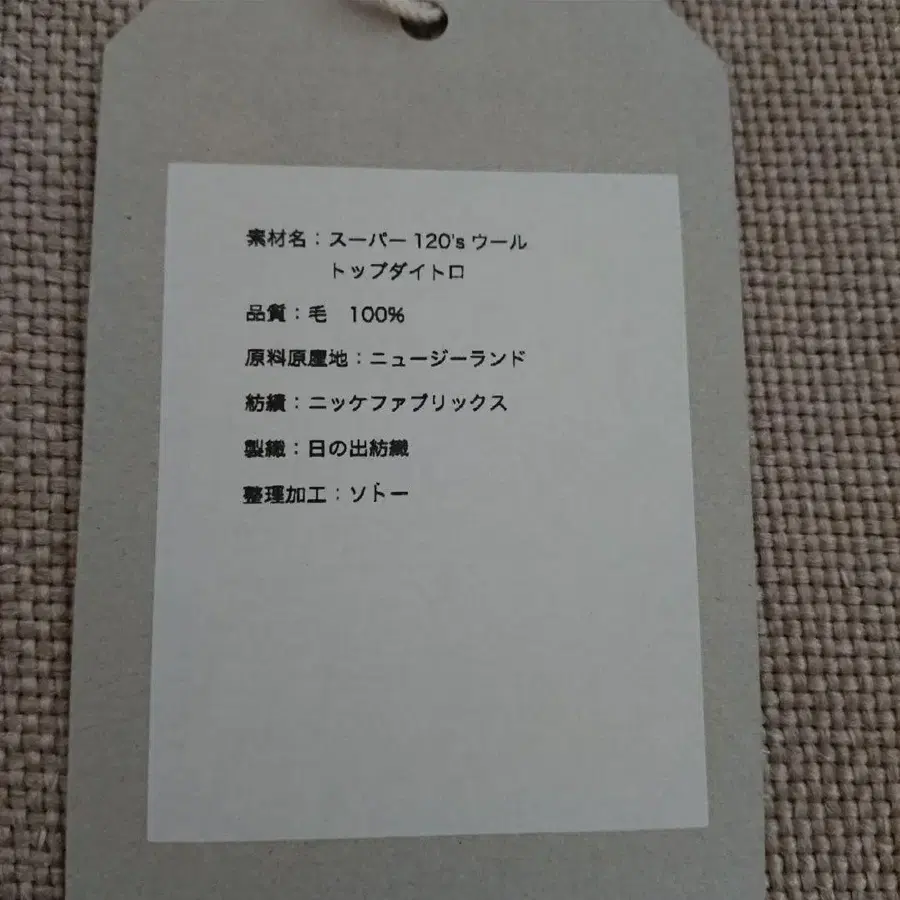 素材名：スーパー 120's ウール
トップダイトロ
品質：毛　100%
原料原産地：ニュージーランド
紡績：ニッケファブリックス
製織：日の出紡織
整理加工：ソトー